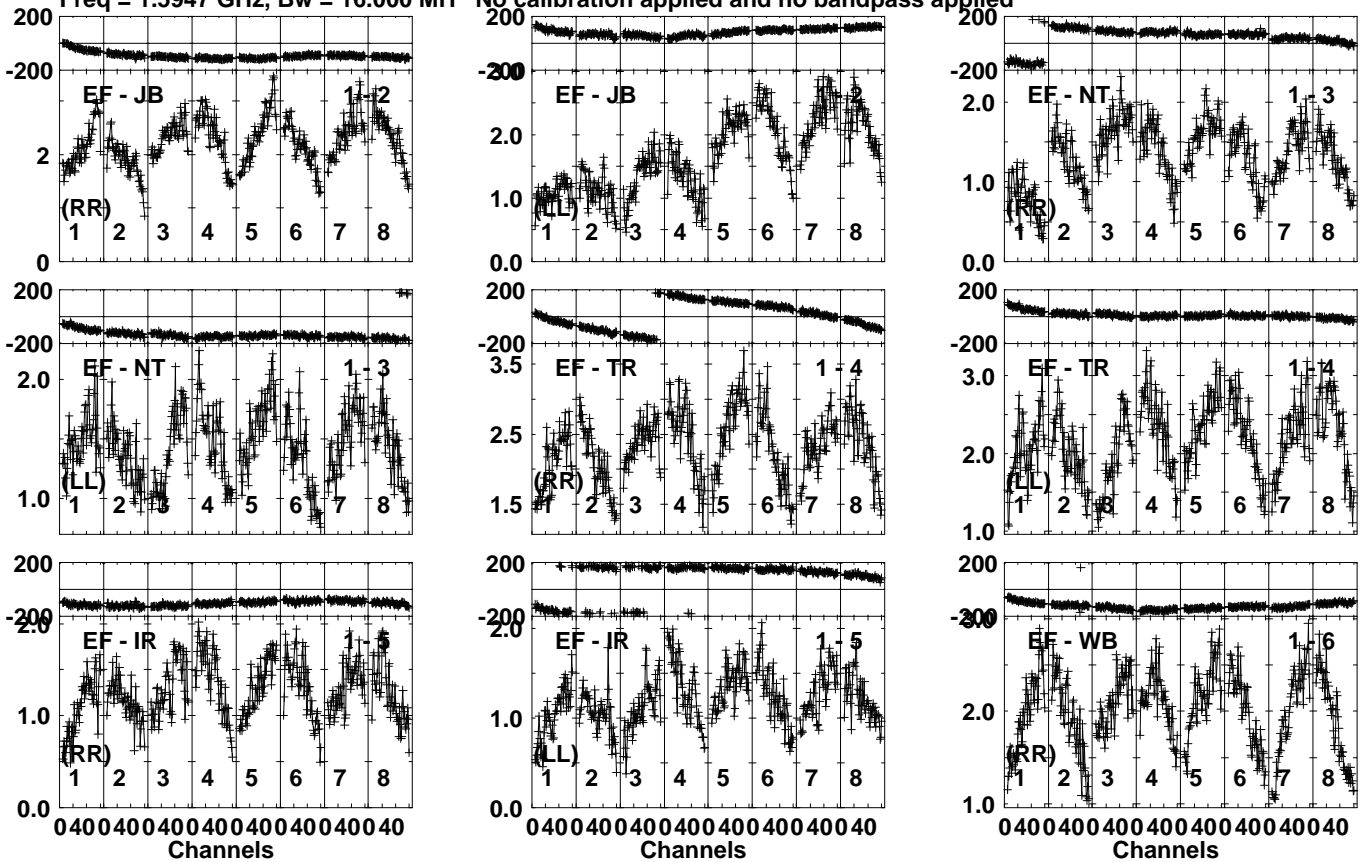 Freq = 1.5947 GHz, Bw = 16.000 MH No calibration applied and no bandpass applied
200 200 200
-200 -200 3.0 -200
EF - JB 1 - 2 EF - JB 1 - 2 EF - NT 1 - 3
2.0 2.0
2
1.0 1.0
(RR) (LL) (RR)
1 2 3 4 5 6 7 8 1 2 3 4 5 6 7 8 1 2 3 4 5 6 7 8
0 0.0 0.0
200 200 200
-200 -200 -200
EF - NT 1 - 3 EF - TR 1 - 4 EF - TR 1 - 4
2.0 3.5 3.0
2.5 2.0
(LL) (RR) (LL)
1.0 1.5
1 2 3 4 5 6 7 8 1 2 3 4 5 6 7 8 1 2 3 4 5 6 7 8
1.0
200 200 200
-200 -200 -200
2.0 2.0 3.0
EF - IR 1 - 5 EF - IR 1 - 5 EF - WB 1 - 6
1.0 1.0 2.0
(RR) (LL) (RR)
1 2 3 4 5 6 7 8 1 2 3 4 5 6 7 8 1 2 3 4 5 6 7 8
0.0 0.0 1.0
0 40 0 40 0 40 0 40 0 40 0 40 0 40 0 40 0 40 0 40 0 40 0 40 0 40 0 40 0 40 0 40 0 40 0 40 0 40 0 40 0 40 0 40 0 40 0 40
Channels Channels Channels